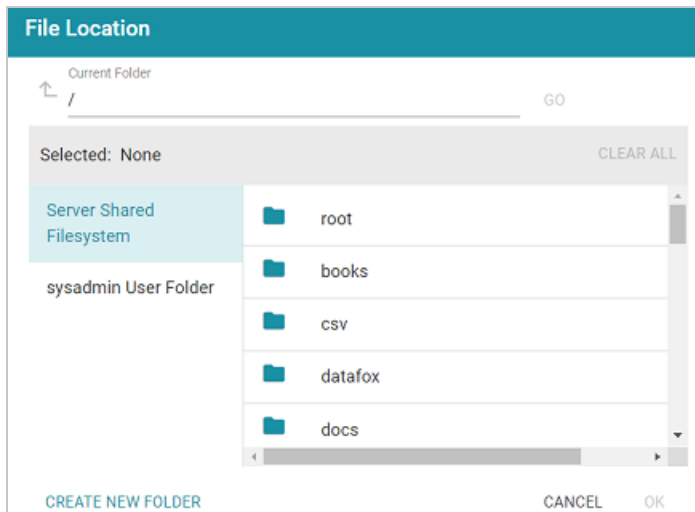 File Location
Current Folder
/
GO
Selected: None
CLEAR ALL
Server Shared
Filesystem
sysadmin User Folder
root
books
csv
datafox
docs
CREATE NEW FOLDER
CANCEL
OK